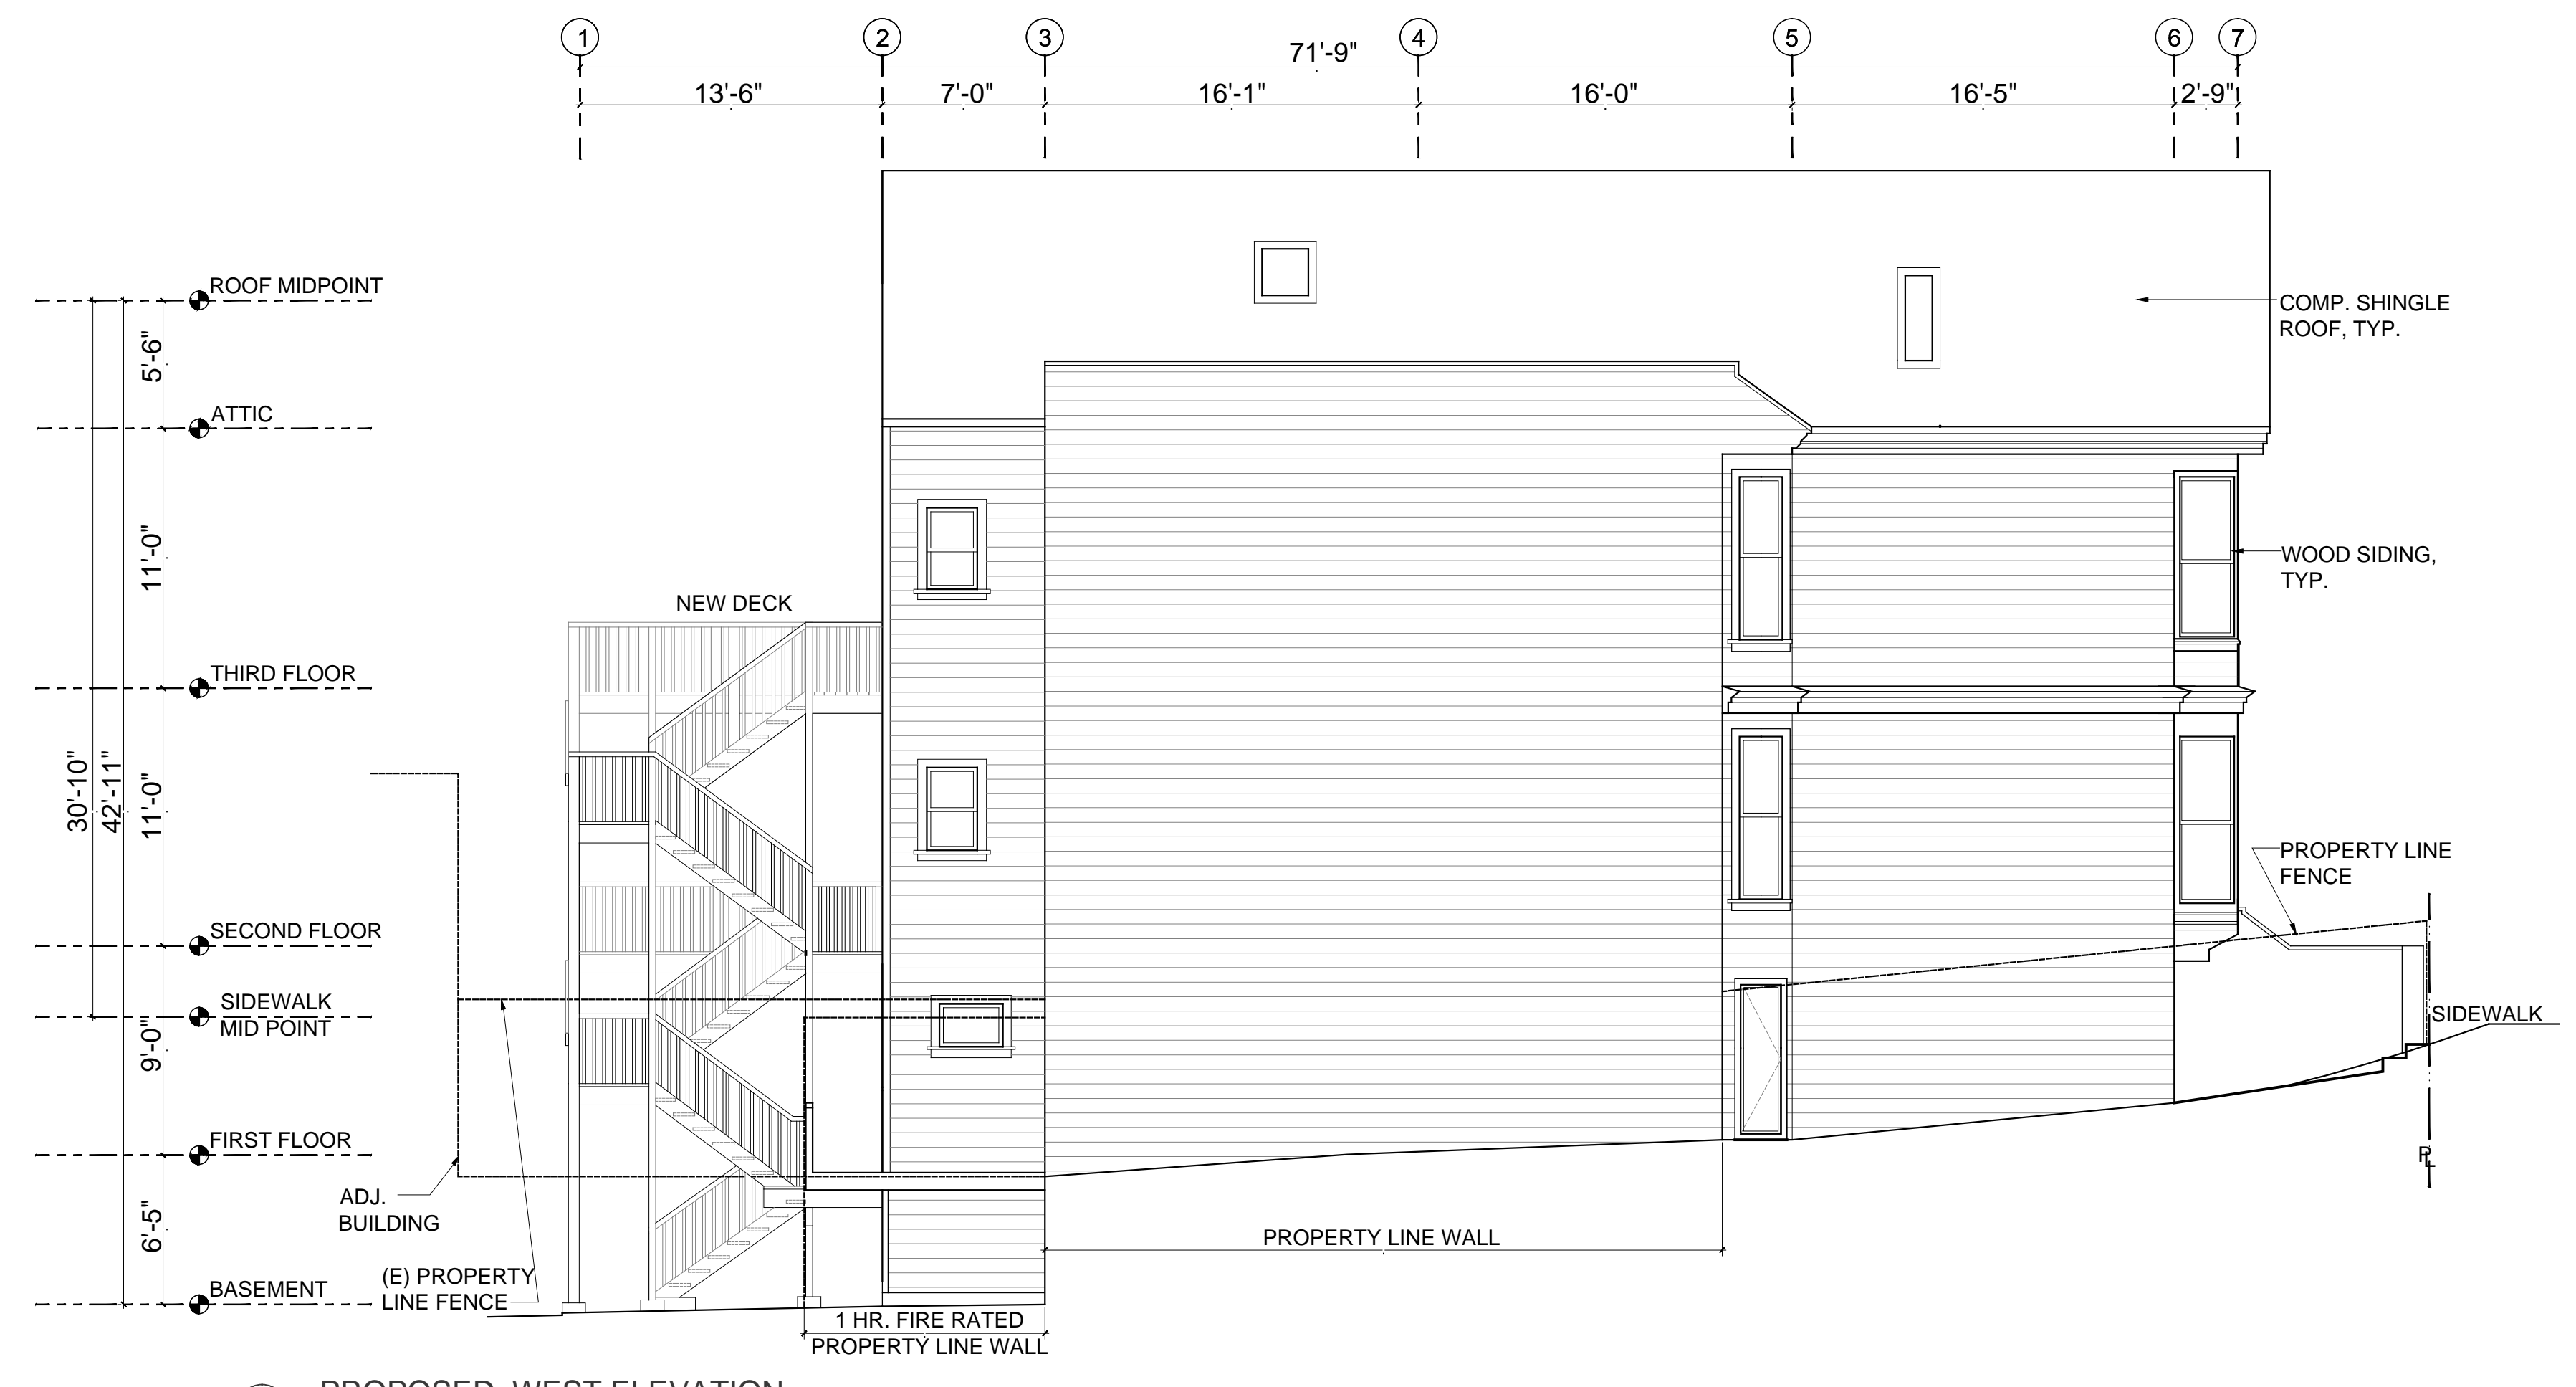 1 2 3 4 5 6 7
71'-9"
13'-6" 7'-0" 16'-1" 16'-0" 16'-5" 2'-9"
ROOF MIDPOINT
COMP. SHINGLE
ROOF, TYP.
5'-6"
ATTIC
11'-0"
WOOD SIDING,
TYP.
NEW DECK
THIRD FLOOR
30'-10"
42'-11"
11'-0"
PROPERTY LINE
FENCE
SECOND FLOOR
SIDEWALK
MID POINT
SIDEWALK
9'-0"
FIRST FLOOR
PL
ADJ.
BUILDING
6'-5"
PROPERTY LINE WALL
(E) PROPERTY
LINE FENCE
BASEMENT
1 HR. FIRE RATED
PROPERTY LINE WALL
PROPOSED WEST ELEVATION